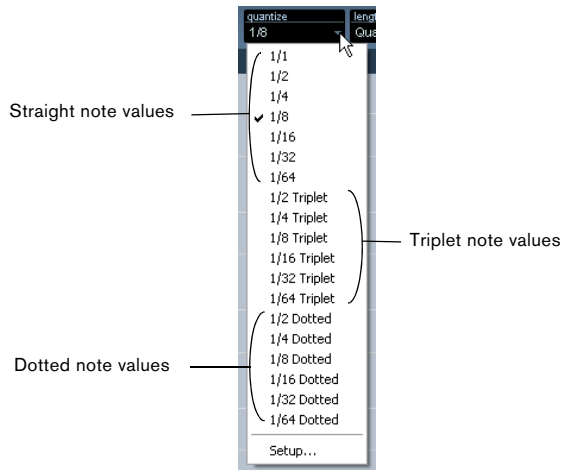 quantize
1/8
1/1
1/2
1/4
1/8
1/16
1/32
1/64
1/2 Triplet
1/4 Triplet
1/8 Triplet
1/16 Triplet
1/32 Triplet
1/64 Triplet
1/2 Dotted
1/4 Dotted
1/8 Dotted
1/16 Dotted
1/32 Dotted
1/64 Dotted
Setup...
Straight note values
Triplet note values
Dotted note values